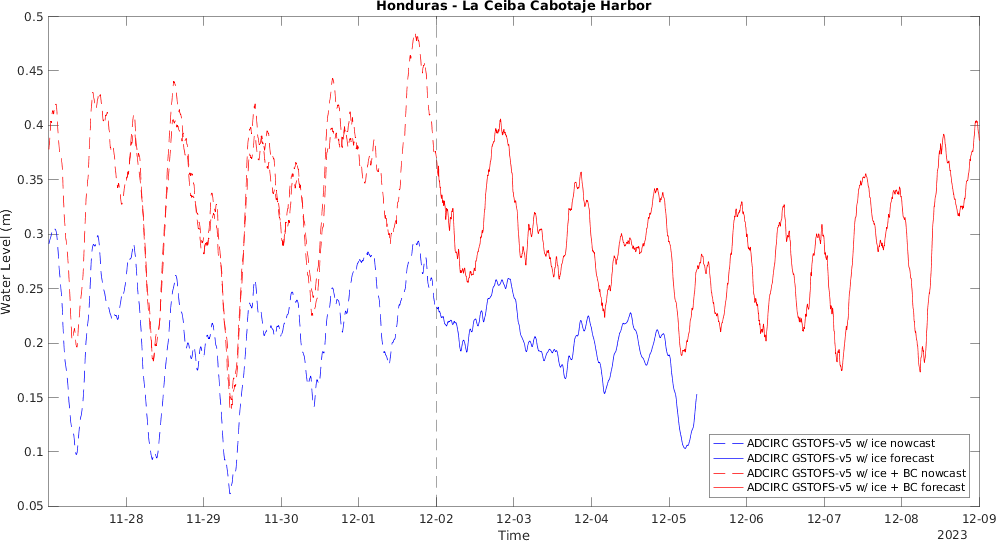 Honduras - La Ceiba Cabotaje Harbor
0.5
0.45
0.4
0.35
0.3
0.25
0.2
0.15
0.1
0.05
Water Level (m)
11-28 11-29 11-30 12-01 12-02 12-03 12-04 12-05 12-06 12-07 12-08 12-09
Time
2023
ADCIRC GSTOFS-v5 w/ ice nowcast
ADCIRC GSTOFS-v5 w/ ice forecast
ADCIRC GSTOFS-v5 w/ ice + BC nowcast
ADCIRC GSTOFS-v5 w/ ice + BC forecast